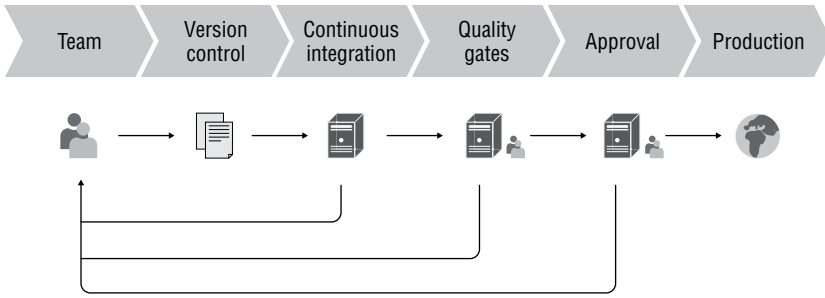 Team
Version
control
Continuous
integration
Quality
gates
Approval
Production